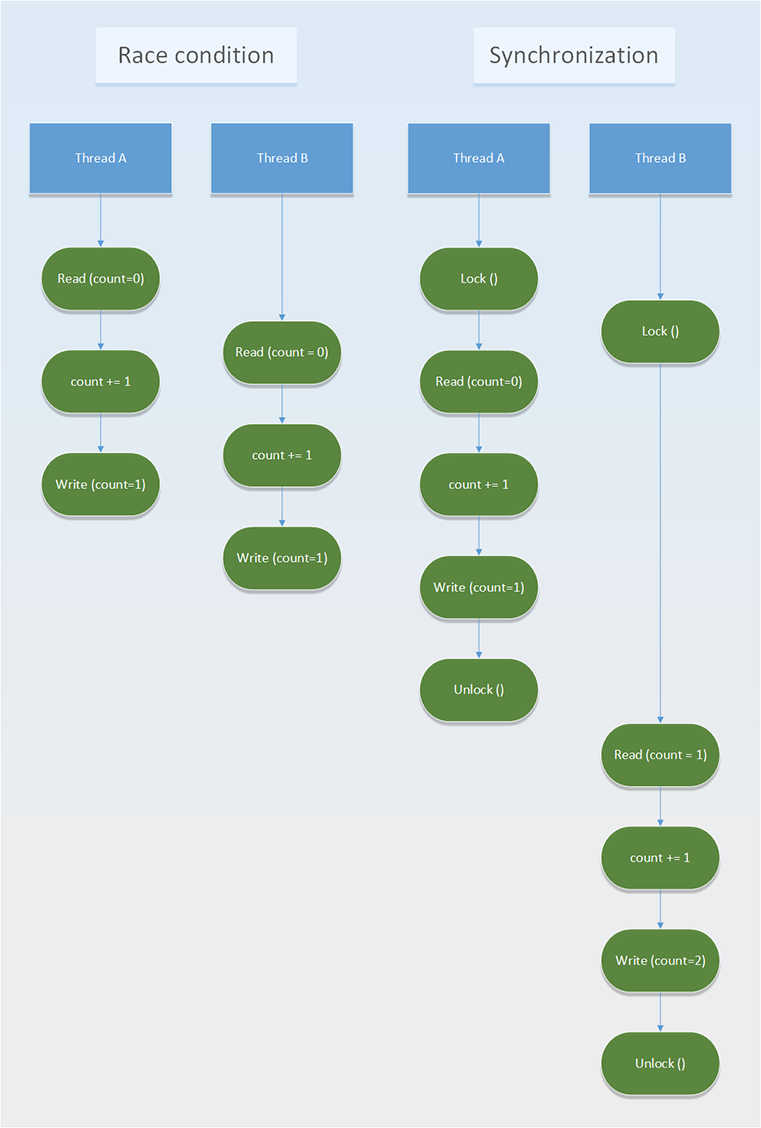 Race condition
Synchronization
Thread A
Thread B
Thread A
Thread B
Read (count=0)
count += 1
Write (count=1)
Read (count = 0)
count += 1
Write (count=1)
Lock ()
Read (count=0)
count += 1
Write (count=1)
Unlock ()
Lock ()
Read (count = 1)
count += 1
Write (count=2)
Unlock ()